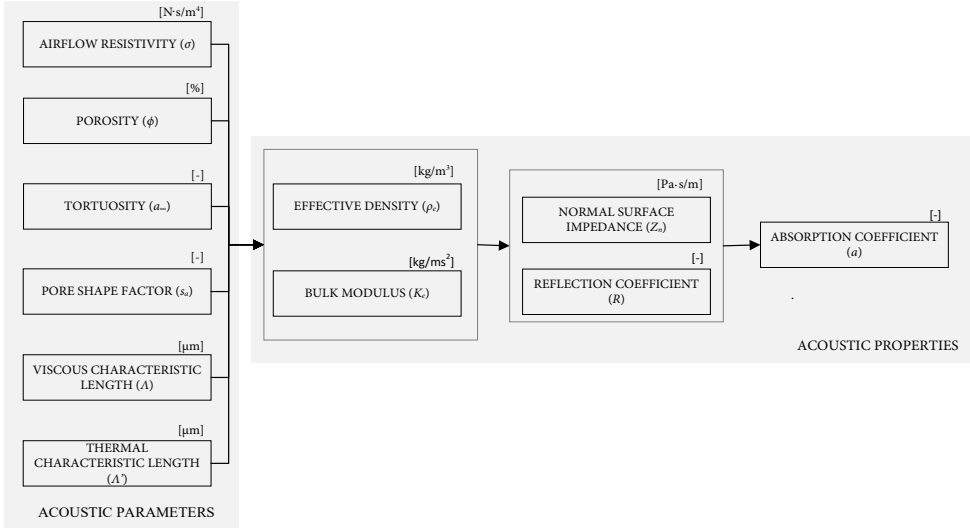 [N·s/m⁴]
AIRFLOW RESISTIVITY (σ)
[%]
POROSITY (ϕ)
[-]
TORTUOSITY (a∞)
[-]
PORE SHAPE FACTOR (sₐ)
[µm]
VISCOUS CHARACTERISTIC
LENGTH (Λ)
[µm]
THERMAL
CHARACTERISTIC LENGTH
(Λ')
ACOUSTIC PARAMETERS
[kg/m³]
EFFECTIVE DENSITY (ρₑ)
[kg/ms²]
BULK MODULUS (Kₑ)
[Pa·s/m]
NORMAL SURFACE
IMPEDANCE (Zₙ)
[-]
REFLECTION COEFFICIENT
(R)
[-]
ABSORPTION COEFFICIENT
(a)
ACOUSTIC PROPERTIES